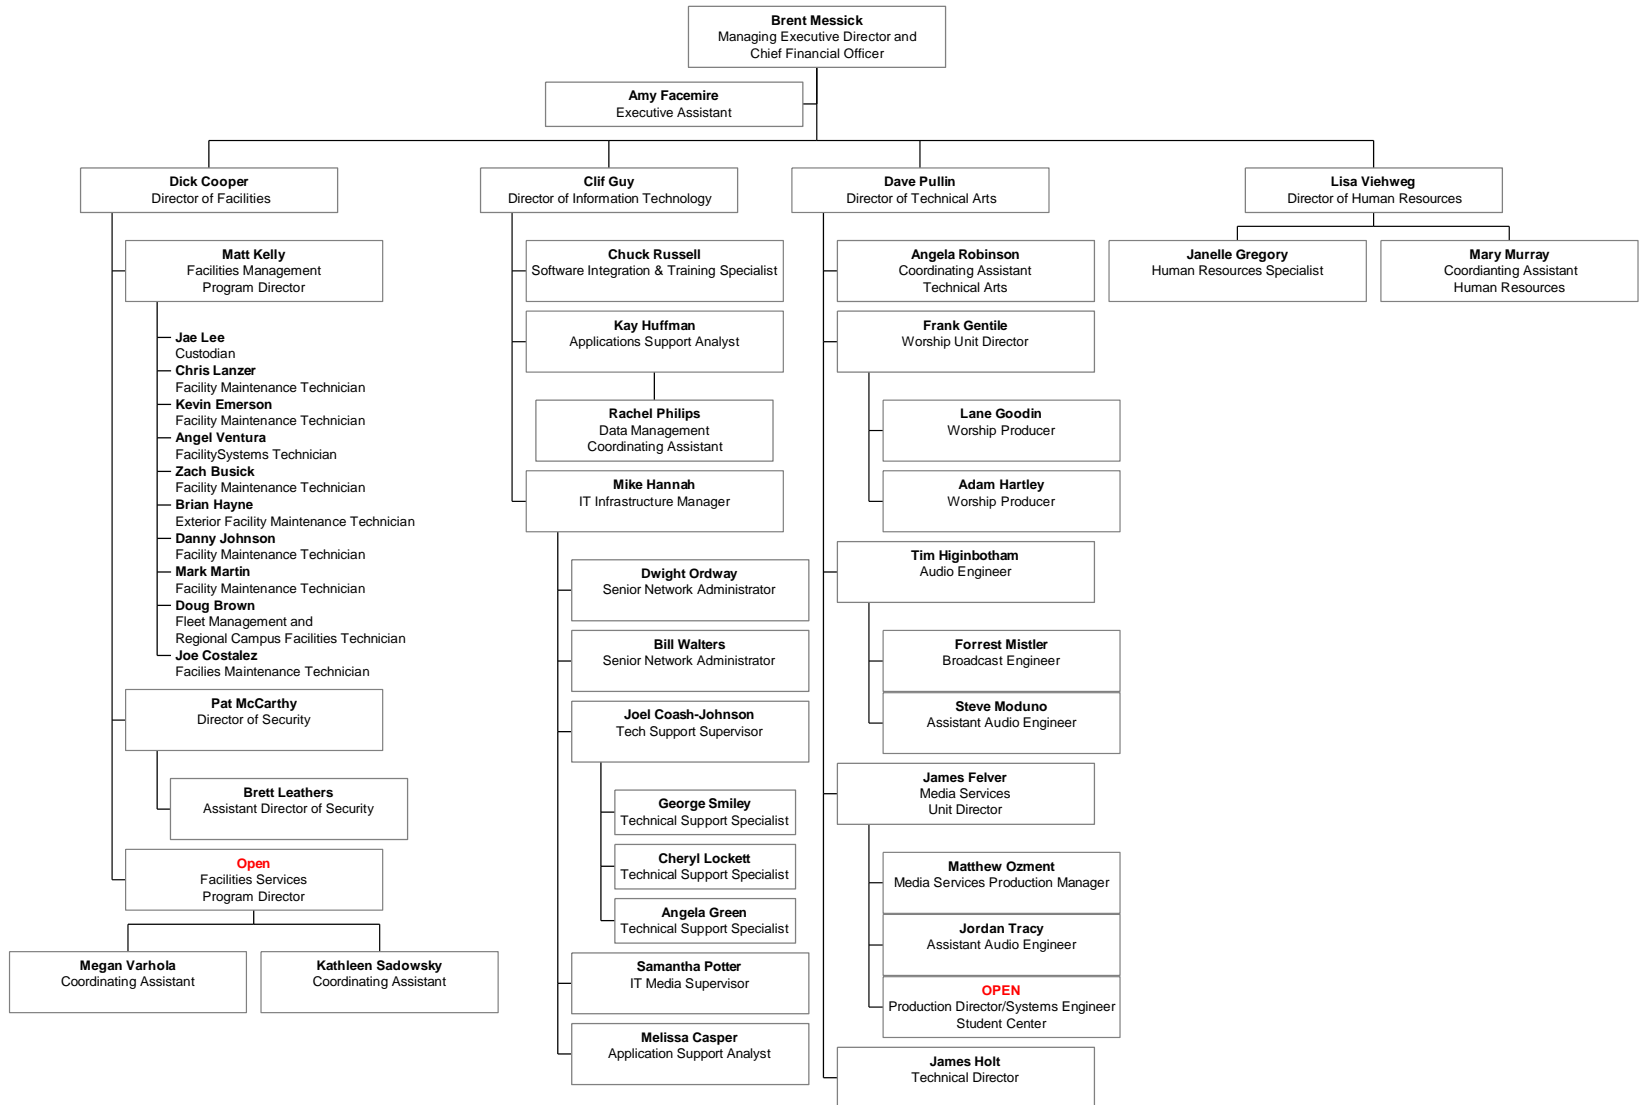 Brent Messick
Managing Executive Director and
Chief Financial Officer
Amy Facemire
Executive Assistant
Dick Cooper
Director of Facilities
Matt Kelly
Facilities Management
Program Director
Jae Lee
Custodian
Chris Lanzer
Facility Maintenance Technician
Kevin Emerson
Facility Maintenance Technician
Angel Ventura
FacilitySystems Technician
Zach Busick
Facility Maintenance Technician
Brian Hayne
Exterior Facility Maintenance Technician
Danny Johnson
Facility Maintenance Technician
Mark Martin
Facility Maintenance Technician
Doug Brown
Fleet Management and
Regional Campus Facilities Technician
Joe Costalez
Facilies Maintenance Technician
Pat McCarthy
Director of Security
Brett Leathers
Assistant Director of Security
Open
Facilities Services
Program Director
Megan Varhola
Coordinating Assistant
Kathleen Sadowsky
Coordinating Assistant
Clif Guy
Director of Information Technology
Chuck Russell
Software Integration & Training Specialist
Kay Huffman
Applications Support Analyst
Rachel Philips
Data Management
Coordinating Assistant
Mike Hannah
IT Infrastructure Manager
Dwight Ordway
Senior Network Administrator
Bill Walters
Senior Network Administrator
Joel Coash-Johnson
Tech Support Supervisor
George Smiley
Technical Support Specialist
Cheryl Lockett
Technical Support Specialist
Angela Green
Technical Support Specialist
Samantha Potter
IT Media Supervisor
Melissa Casper
Application Support Analyst
Dave Pullin
Director of Technical Arts
Angela Robinson
Coordinating Assistant
Technical Arts
Frank Gentile
Worship Unit Director
Lane Goodin
Worship Producer
Adam Hartley
Worship Producer
Tim Higinbotham
Audio Engineer
Forrest Mistler
Broadcast Engineer
Steve Moduno
Assistant Audio Engineer
James Felver
Media Services
Unit Director
Matthew Ozment
Media Services Production Manager
Jordan Tracy
Assistant Audio Engineer
OPEN
Production Director/Systems Engineer
Student Center
James Holt
Technical Director
Lisa Viehweg
Director of Human Resources
Janelle Gregory
Human Resources Specialist
Mary Murray
Coordianting Assistant
Human Resources